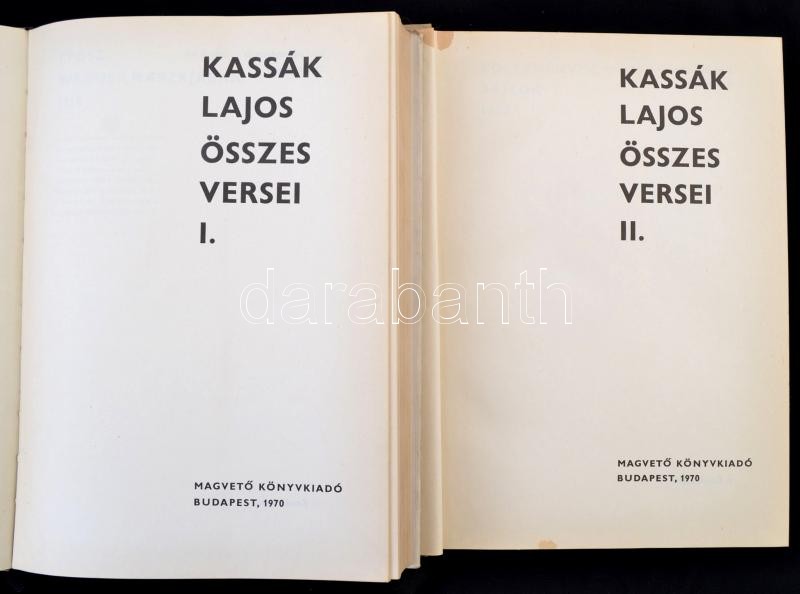 KASSÁK
LAJOS
ÖSSZES
VERSEI
I.
MAGVETŐ KÖNYVKIADÓ
BUDAPEST, 1970
KASSÁK
LAJOS
ÖSSZES
VERSEI
II.
MAGVETŐ KÖNYVKIADÓ
BUDAPEST, 1970
darabanth